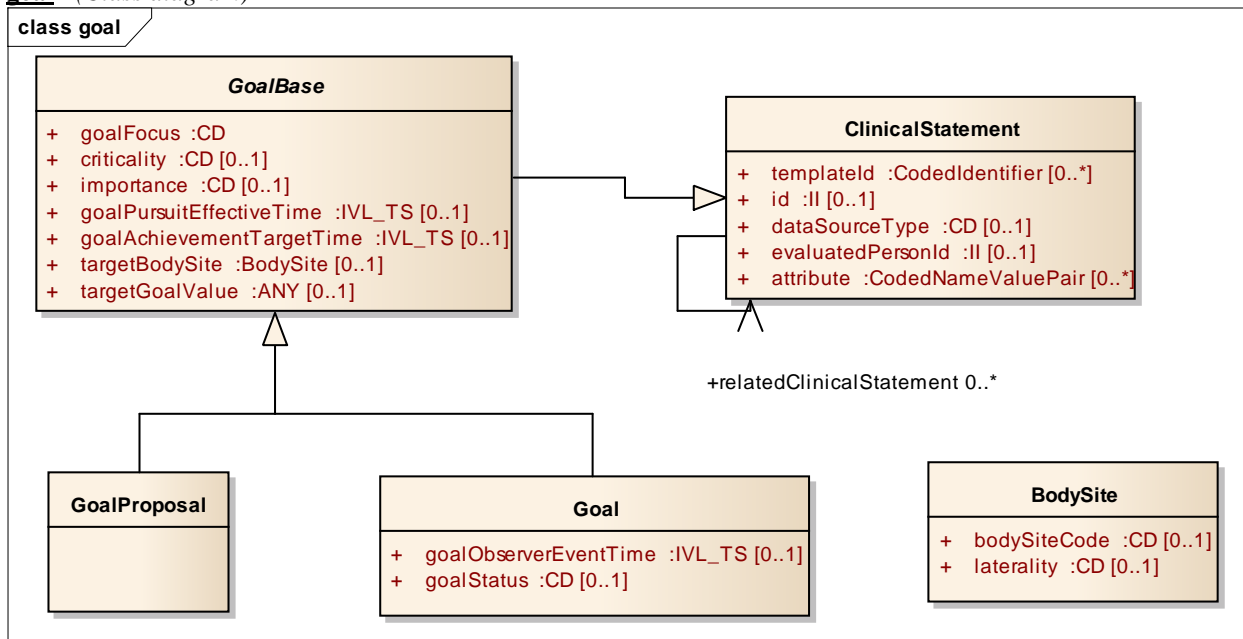 class goal
GoalBase
+ goalFocus :CD
+ criticality :CD [0..1]
+ importance :CD [0..1]
+ goalPursuitEffectiveTime :IVL_TS [0..1]
+ goalAchievementTargetTime :IVL_TS [0..1]
+ targetBodySite :BodySite [0..1]
+ targetGoalValue :ANY [0..1]
ClinicalStatement
+ templateId :CodedIdentifier [0..*]
+ id :II [0..1]
+ dataSourceType :CD [0..1]
+ evaluatedPersonId :II [0..1]
+ attribute :CodedNameValuePair [0..*]
+relatedClinicalStatement 0..*
GoalProposal
Goal
+ goalObserverEventTime :IVL_TS [0..1]
+ goalStatus :CD [0..1]
BodySite
+ bodySiteCode :CD [0..1]
+ laterality :CD [0..1]